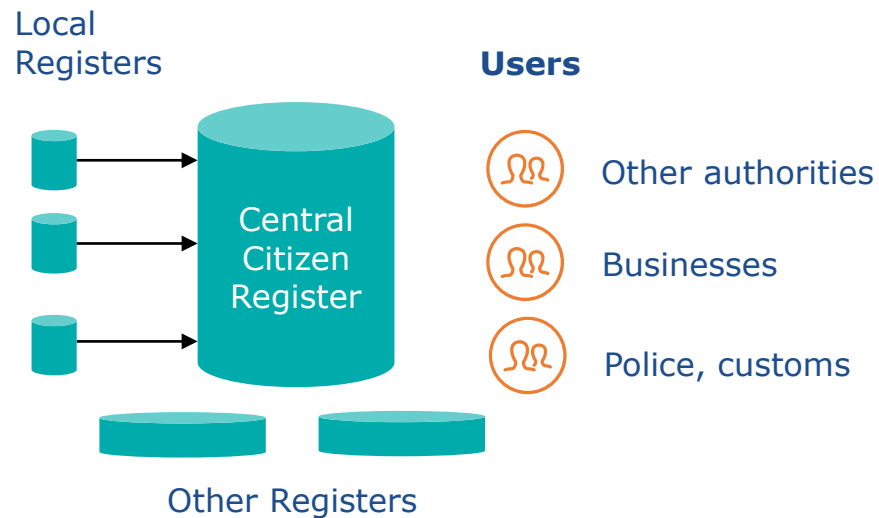 Local
Registers
Users
Central
Citizen
Register
Other authorities
Businesses
Police, customs
Other Registers